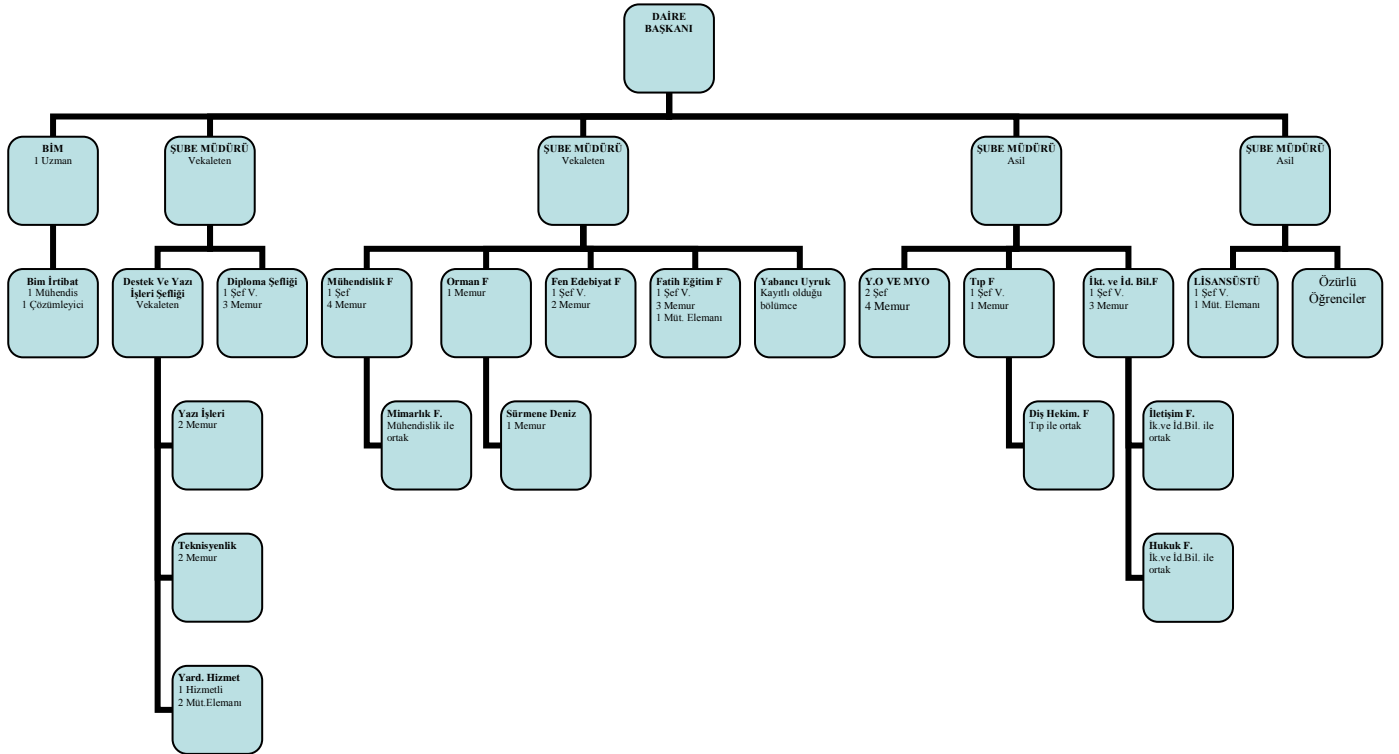 DAİRE
BAŞKANI
BİM
1 Uzman
ŞUBE MÜDÜRÜ
Vekaleten
ŞUBE MÜDÜRÜ
Vekaleten
ŞUBE MÜDÜRÜ
Asil
ŞUBE MÜDÜRÜ
Asil
Bim İrtibat
1 Mühendis
1 Çözümleyici
Destek Ve Yazı
İşleri Şefliği
Vekaleten
Diploma Şefliği
1 Şef V.
3 Memur
Mühendislik F
1 Şef
4 Memur
Orman F
1 Memur
Fen Edebiyat F
1 Şef V.
2 Memur
Fatih Eğitim F
1 Şef V.
3 Memur
1 Müt. Elemanı
Yabancı Uyruk
Kayıtlı olduğu
bölümce
Y.O VE MYO
2 Şef
4 Memur
Tıp F
1 Şef V.
1 Memur
İkt. ve İd. Bil.F
1 Şef V.
3 Memur
LİSANSÜSTÜ
1 Şef V.
1 Müt. Elemanı
Özürlü
Öğrenciler
Yazı İşleri
2 Memur
Mimarlık F.
Mühendislik ile
ortak
Sürmene Deniz
1 Memur
Diş Hekim. F
Tıp ile ortak
İletişim F.
İk.ve İd.Bil. ile
ortak
Teknisyenlik
2 Memur
Hukuk F.
İk.ve İd.Bil. ile
ortak
Yard. Hizmet
1 Hizmetli
2 Müt.Elemanı